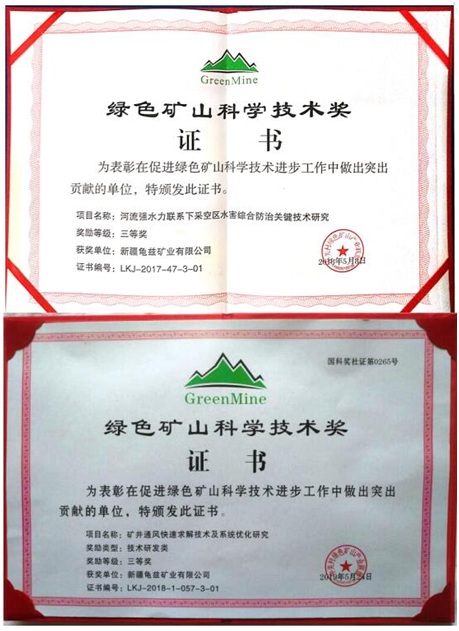 GreenMine
绿色矿山科学技术奖
证 书
为表彰在促进绿色矿山科学技术进步工作中做出突出
贡献的单位，特颁发此证书。
项目名称：河流强水力联系下采空区水害综合防治关键技术研究
奖励等级：三等奖
获奖单位：新疆龟兹矿业有限公司
证书编号：LKJ-2017-47-3-01
国科奖社证第0265号
GreenMine
绿色矿山科学技术奖
证 书
为表彰在促进绿色矿山科学技术进步工作中做出突出
贡献的单位，特颁发此证书。
项目名称：矿井通风快速求解技术及系统优化研究
奖励类型：技术研发类
奖励等级：三等奖
获奖单位：新疆龟兹矿业有限公司
证书编号：LKJ-2018-1-057-3-01